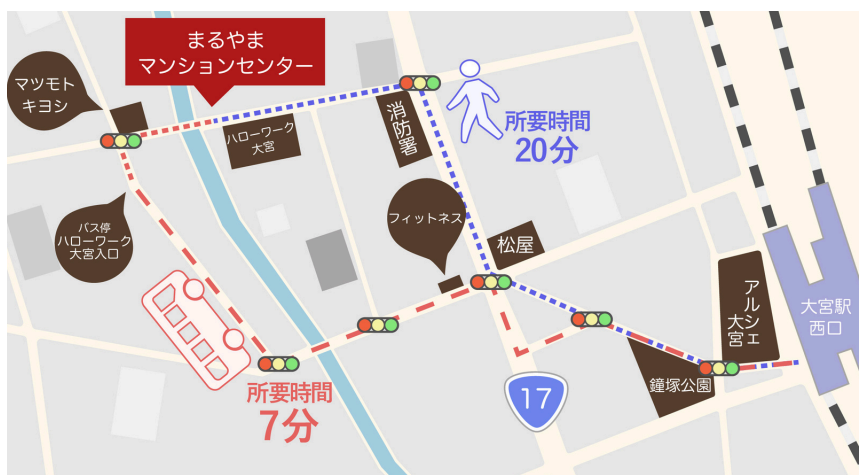 まるやま
マンションセンター
マツモト
キヨシ
ハローワーク
大宮
消防署
所要時間
20分
バス停
ハローワーク
大宮入口
フィットネス
松屋
アルシェ
大宮
大宮駅
西口
鐘塚公園
17
所要時間
7分